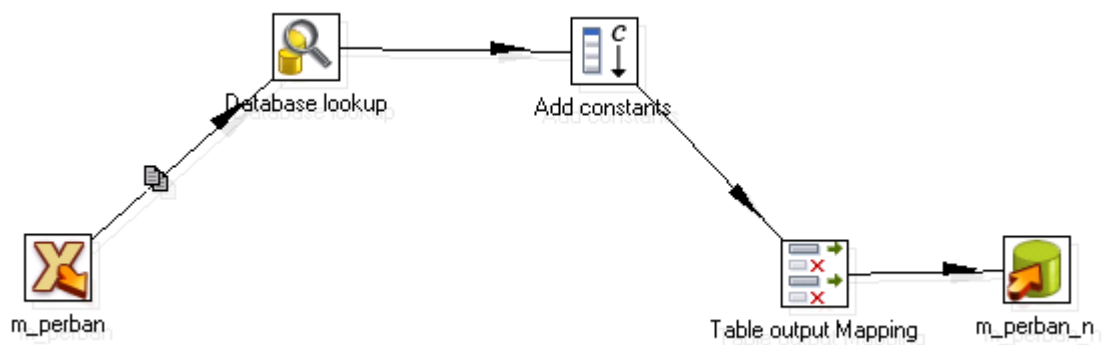 Database lookup
Add constants
m_perban
Table output Mapping
m_perban_n